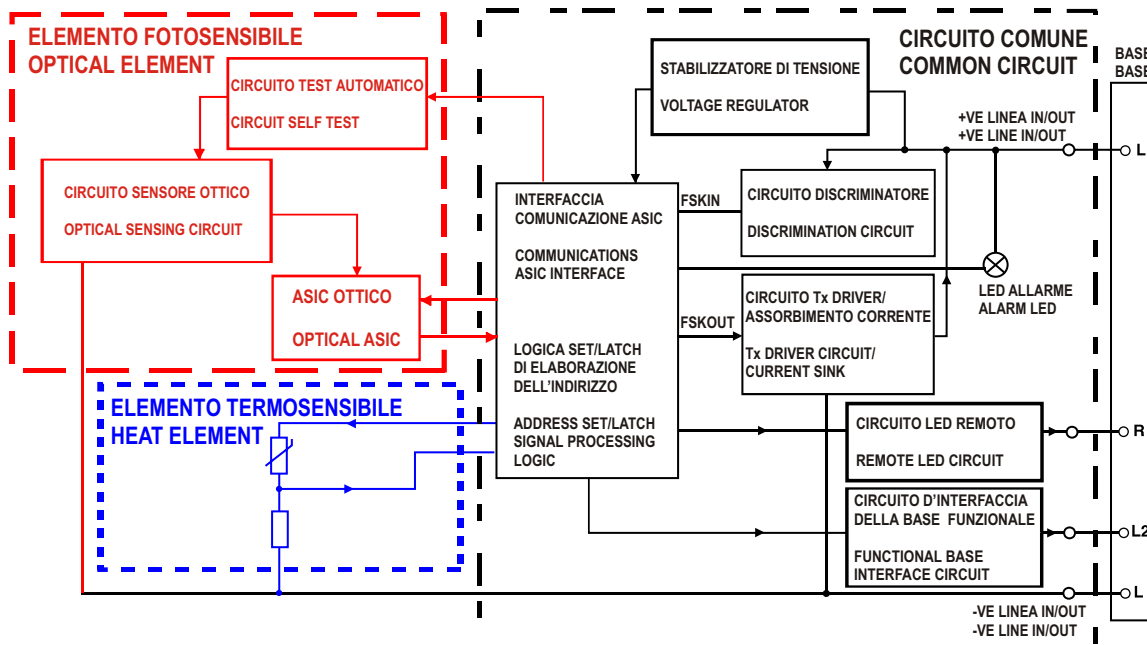 ELEMENTO FOTOSENSIBILE
OPTICAL ELEMENT
CIRCUITO TEST AUTOMATICO
CIRCUIT SELF TEST
CIRCUITO SENSORE OTTICO
OPTICAL SENSING CIRCUIT
ASIC OTTICO
OPTICAL ASIC
ELEMENTO TERMOSENSIBILE
HEAT ELEMENT
CIRCUITO COMUNE
COMMON CIRCUIT
STABILIZZATORE DI TENSIONE
VOLTAGE REGULATOR
+VE LINEA IN/OUT
+VE LINE IN/OUT
BASE
BASE
L
INTERFACCIA
COMUNICAZIONE ASIC
COMMUNICATIONS
ASIC INTERFACE
LOGICA SET/LATCH
DI ELABORAZIONE
DELL'INDIRIZZO
ADDRESS SET/LATCH
SIGNAL PROCESSING
LOGIC
FSKIN
CIRCUITO DISCRIMINATORE
DISCRIMINATION CIRCUIT
LED ALLARME
ALARM LED
FSKOUT
CIRCUITO Tx DRIVER/
ASSORBIMENTO CORRENTE
Tx DRIVER CIRCUIT/
CURRENT SINK
CIRCUITO LED REMOTO
REMOTE LED CIRCUIT
R
CIRCUITO D'INTERFACCIA
DELLA BASE FUNZIONALE
FUNCTIONAL BASE
INTERFACE CIRCUIT
L2
L
-VE LINEA IN/OUT
-VE LINE IN/OUT